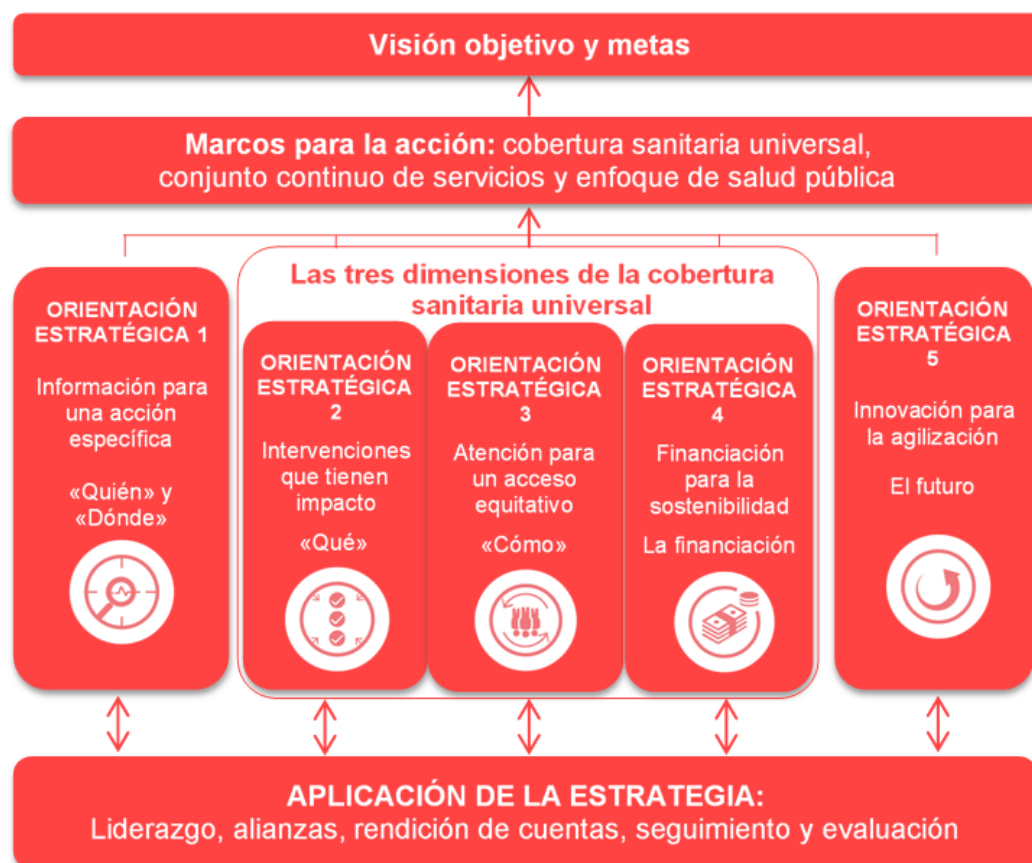 Visión objetivo y metas
Marcos para la acción: cobertura sanitaria universal,
conjunto continuo de servicios y enfoque de salud pública
ORIENTACIÓN
ESTRATÉGICA 1
Información para
una acción
específica
«Quién» y
«Dónde»
Las tres dimensiones de la cobertura
sanitaria universal
ORIENTACIÓN
ESTRATÉGICA
2
Intervenciones
que tienen
impacto
«Qué»
ORIENTACIÓN
ESTRATÉGICA
3
Atención para
un acceso
equitativo
«Cómo»
ORIENTACIÓN
ESTRATÉGICA
4
Financiación
para la
sostenibilidad
La financiación
ORIENTACIÓN
ESTRATÉGICA
5
Innovación para
la agilización
El futuro
APLICACIÓN DE LA ESTRATEGIA:
Liderazgo, alianzas, rendición de cuentas, seguimiento y evaluación